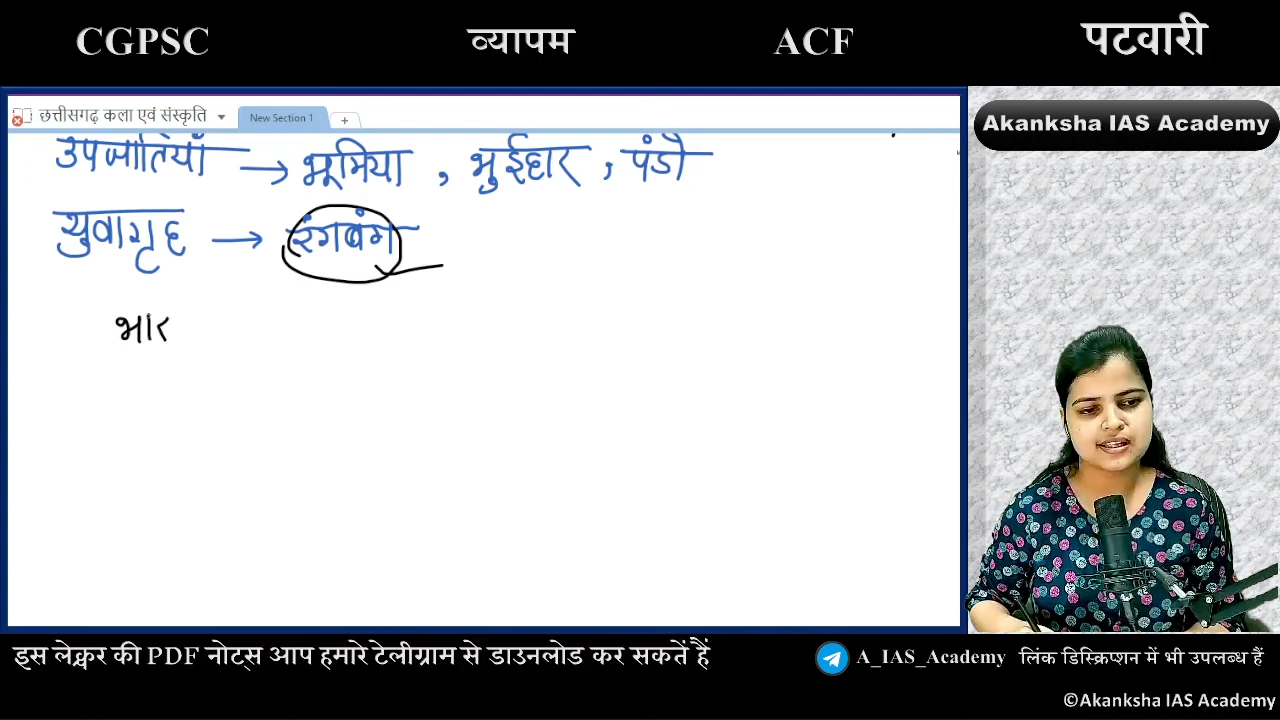 CGPSC व्यापम ACF पटवारी
छत्तीसगढ़ कला एवं संस्कृति New Section 1
Akanksha IAS Academy
उपजातियाँ → भूमिया , भुईहार , पंडो
युवागृह → रंगबंग
भार
इस लेक्चर की PDF नोट्स आप हमारे टेलीग्राम से डाउनलोड कर सकतें हैं A_IAS_Academy लिंक डिस्क्रिप्शन में भी उपलब्ध हैं
©Akanksha IAS Academy